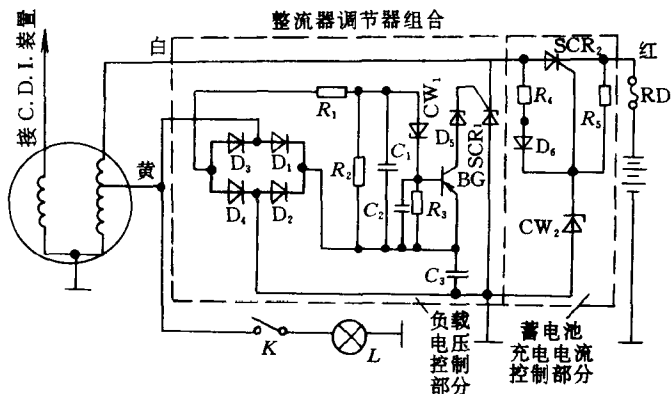 整流器调节器组合
白
SCR₂
红
接C.D.I.装置
R₁
CW₁
R₄
R₅
RD
D₃
D₁
R₂
C₁
D₅
SCR₁
D₆
黄
D₄
D₂
C₂
R₃
BG
CW₂
C₃
K
L
负载
电压
控制
部分
蓄电池
充电电流
控制部分